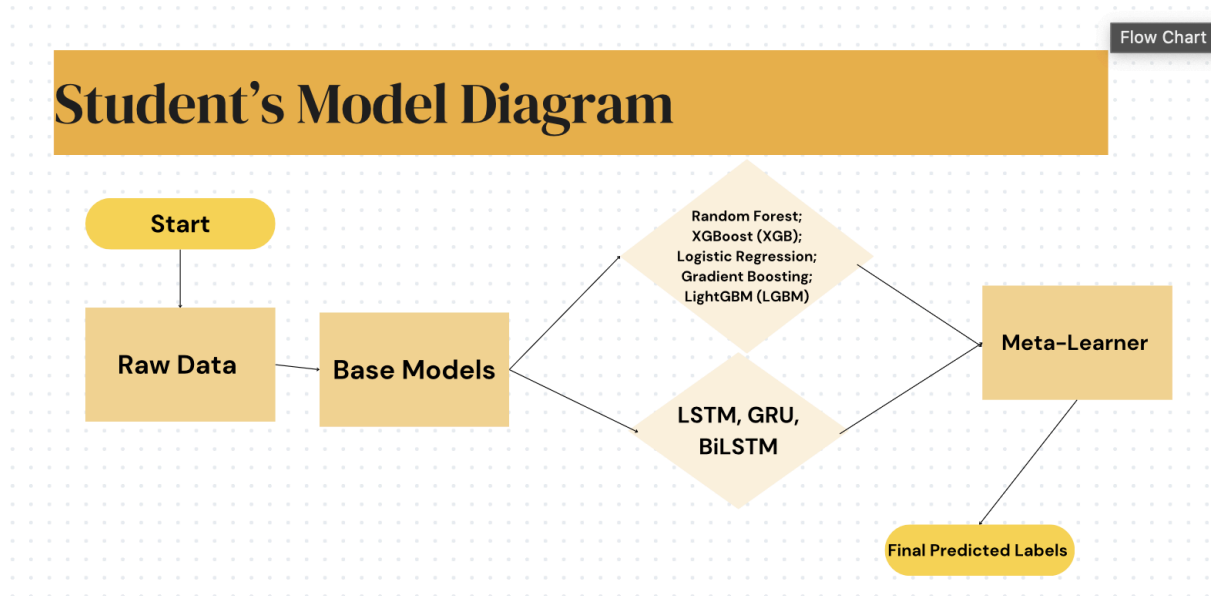 Flow Chart
Student's Model Diagram
Start
Raw Data
Base Models
Random Forest;
XGBoost (XGB);
Logistic Regression;
Gradient Boosting;
LightGBM (LGBM)
LSTM, GRU,
BiLSTM
Meta-Learner
Final Predicted Labels